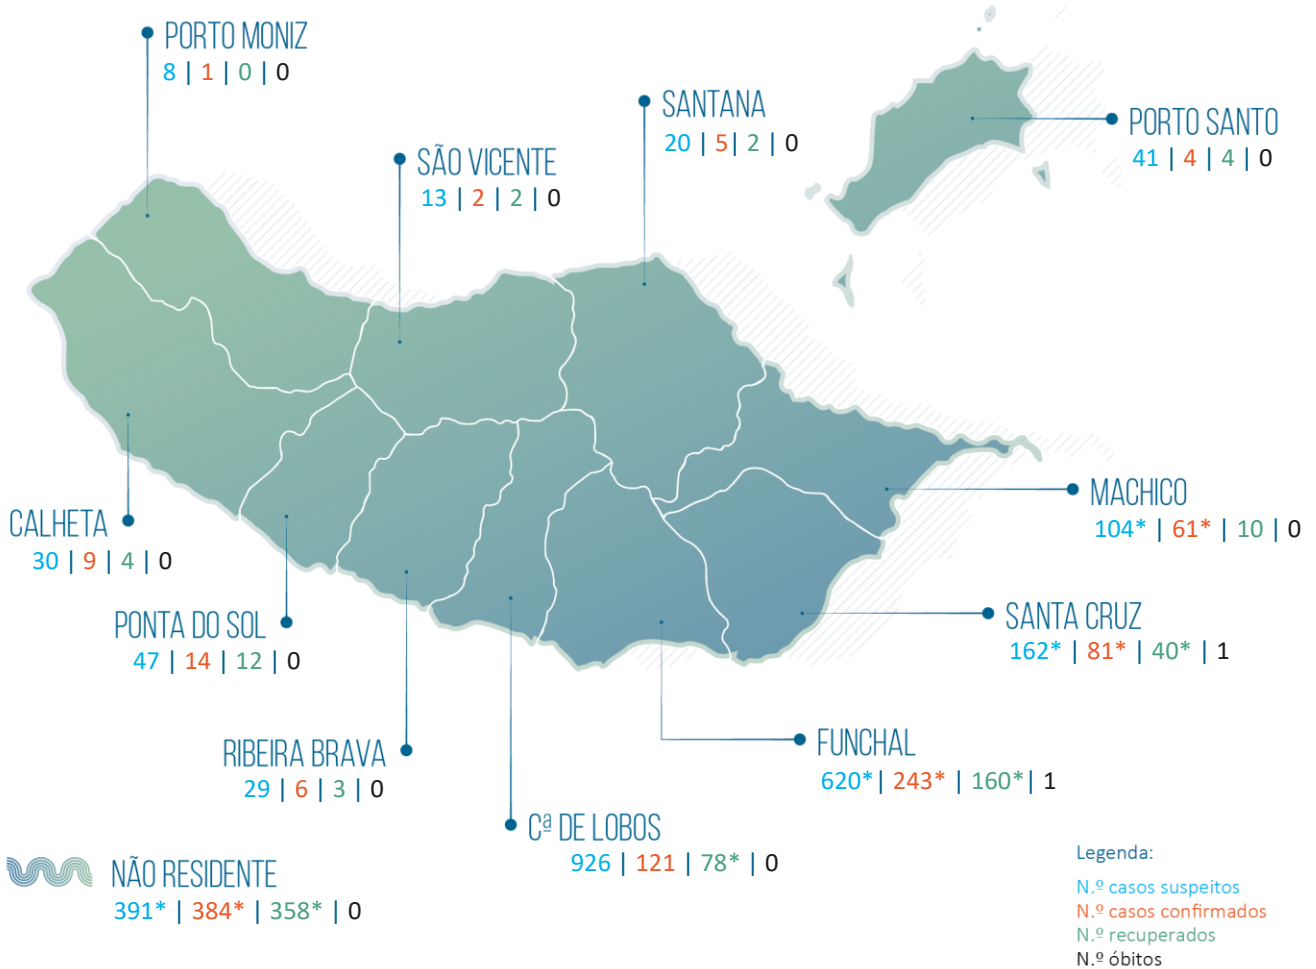 PORTO MONIZ
8 | 1 | 0 | 0
SANTANA
20 | 5| 2 | 0
PORTO SANTO
41 | 4 | 4 | 0
SÃO VICENTE
13 | 2 | 2 | 0
MACHICO
104* | 61* | 10 | 0
CALHETA
30 | 9 | 4 | 0
SANTA CRUZ
162* | 81* | 40* | 1
PONTA DO SOL
47 | 14 | 12 | 0
RIBEIRA BRAVA
29 | 6 | 3 | 0
FUNCHAL
620*| 243* | 160*| 1
Cª DE LOBOS
926 | 121 | 78* | 0
NÃO RESIDENTE
391* | 384* | 358* | 0
Legenda:
N.º casos suspeitos
N.º casos confirmados
N.º recuperados
N.º óbitos